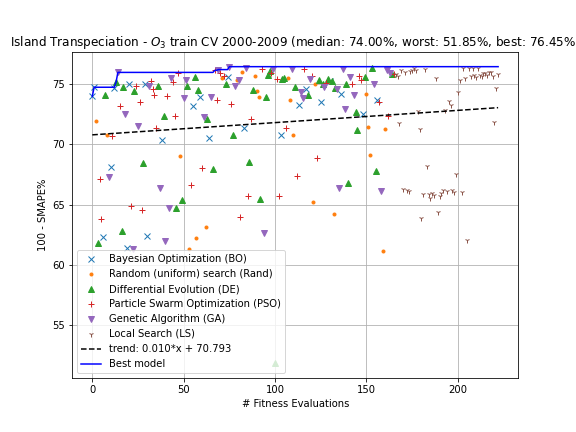 Island Transpeciation - O₃ train CV 2000-2009 (median: 74.00%, worst: 51.85%, best: 76.45%
100 - SMAPE%
75
70
65
60
55
Bayesian Optimization (BO)
Random (uniform) search (Rand)
Differential Evolution (DE)
Particle Swarm Optimization (PSO)
Genetic Algorithm (GA)
Local Search (LS)
trend: 0.010*x + 70.793
Best model
0 50 100 150 200
# Fitness Evaluations